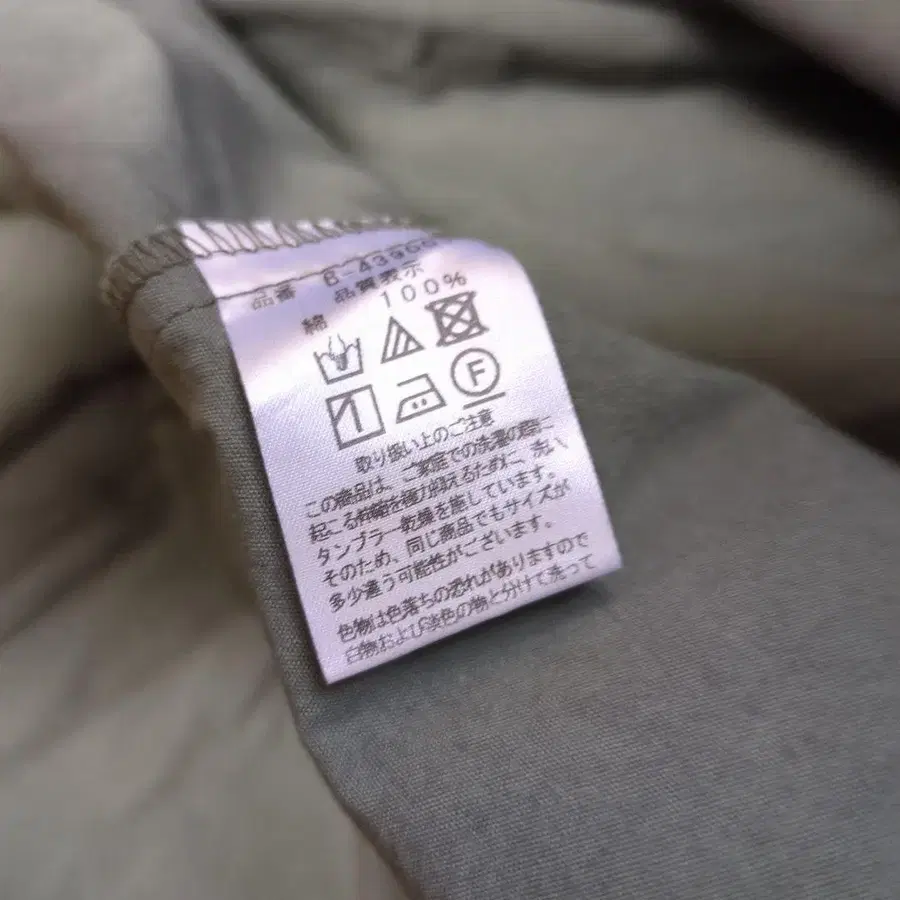 品番 6-4396
品質表示
綿 100%
F
取り扱い上のご注意
この商品は、ご家庭での洗濯の際に
起こる収縮を極力抑えるために、洗い
タンブラー乾燥を施しています。
そのため、同じ商品でもサイズが
多少違う可能性がございます。
色物は色落ちの恐れがありますので
白物および淡色の物と分けて洗って